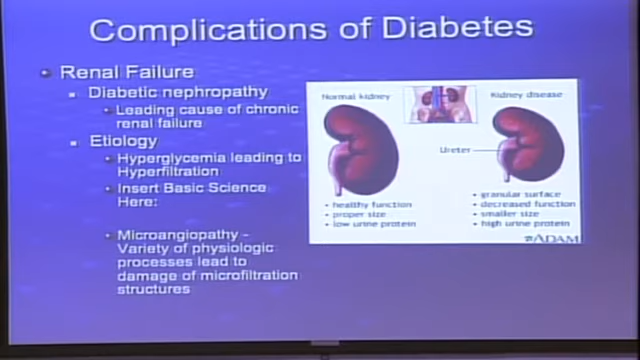 Complications of Diabetes
Renal Failure
Diabetic nephropathy
Leading cause of chronic
renal failure
Etiology
Hyperglycemia leading to
Hyperfiltration
Insert Basic Science
Here:
Microangiopathy –
Variety of physiologic
processes lead to
damage of microfiltration
structures
Normal kidney
Kidney disease
Ureter
- healthy function
- proper size
- low urine protein
- granular surface
- decreased function
- smaller size
- high urine protein
ADAM